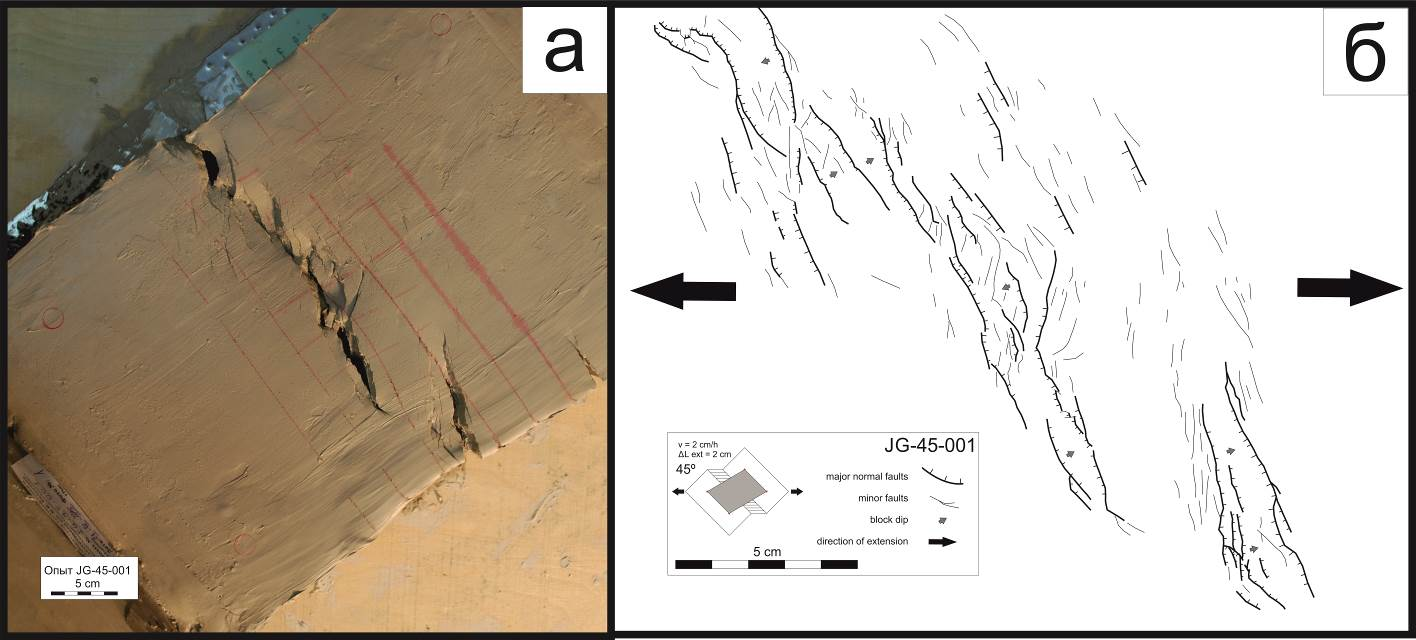 а
Опыт JG-45-001
5 cm
б
JG-45-001
v = 2 cm/h
ΔL ext = 2 cm
45º
major normal faults
minor faults
block dip
direction of extension
5 cm